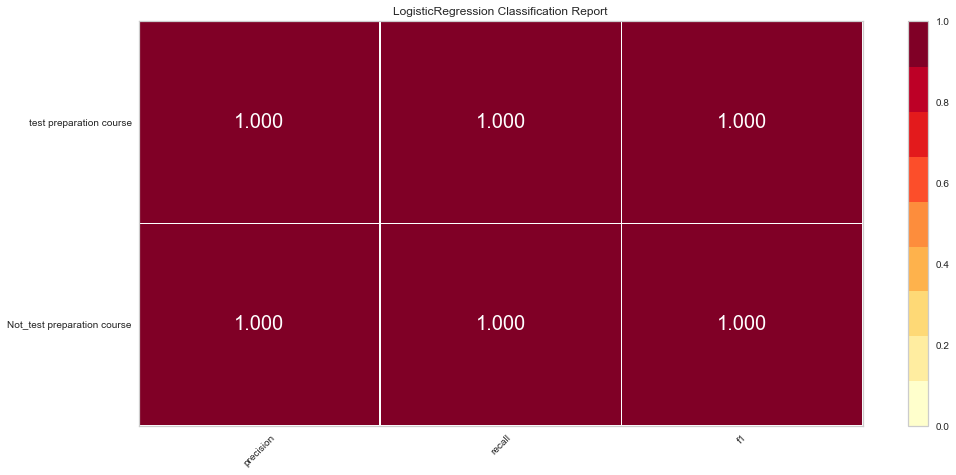 LogisticRegression Classification Report
test preparation course
1.000 1.000 1.000
Not_test preparation course
1.000 1.000 1.000
precision recall f1
1.0
0.8
0.6
0.4
0.2
0.0